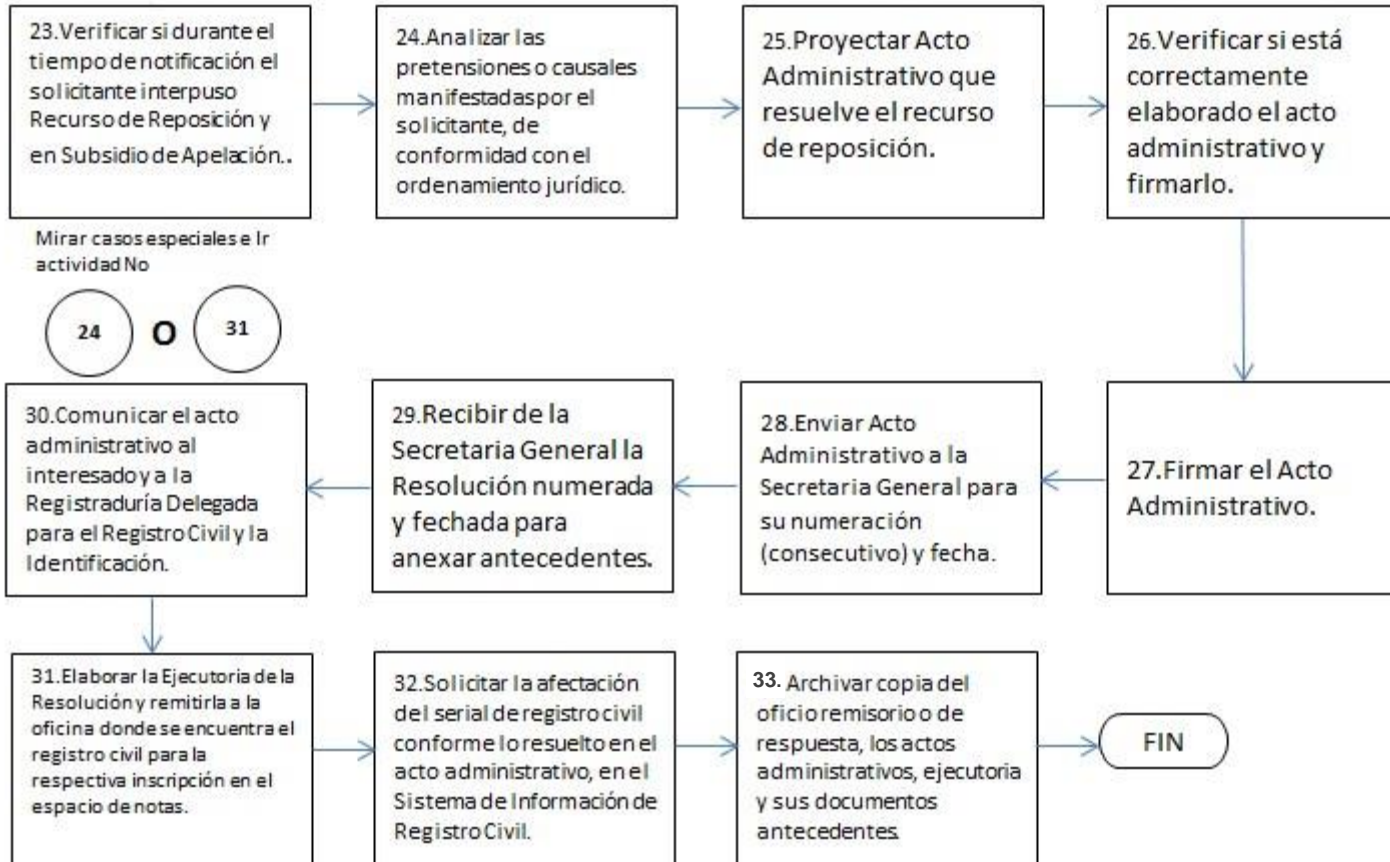 23.Verificar si durante el
tiempo de notificación el
solicitante interpuso
Recurso de Reposición y
en Subsidio de Apelación..
24.Analizar las
pretensiones o causales
manifestadas por el
solicitante, de
conformidad con el
ordenamiento jurídico.
25.Proyectar Acto
Administrativo que
resuelve el recurso
de reposición.
26.Verificar si está
correctamente
elaborado el acto
administrativo y
firmarlo.
Mirar casos especiales e Ir
actividad No
24 O 31
27.Firmar el Acto
Administrativo.
28.Enviar Acto
Administrativo a la
Secretaria General para
su numeración
(consecutivo) y fecha.
29.Recibir de la
Secretaria General la
Resolución numerada
y fechada para
anexar antecedentes.
30.Comunicar el acto
administrativo al
interesado y a la
Registraduría Delegada
para el Registro Civil y la
Identificación.
31.Elaborar la Ejecutoria de la
Resolución y remitirla a la
oficina donde se encuentra el
registro civil para la
respectiva inscripción en el
espacio de notas.
32.Solicitar la afectación
del serial de registro civil
conforme lo resuelto en el
acto administrativo, en el
Sistema de Información de
Registro Civil.
33. Archivar copia del
oficio remisorio o de
respuesta, los actos
administrativos, ejecutoria
y sus documentos
antecedentes.
FIN